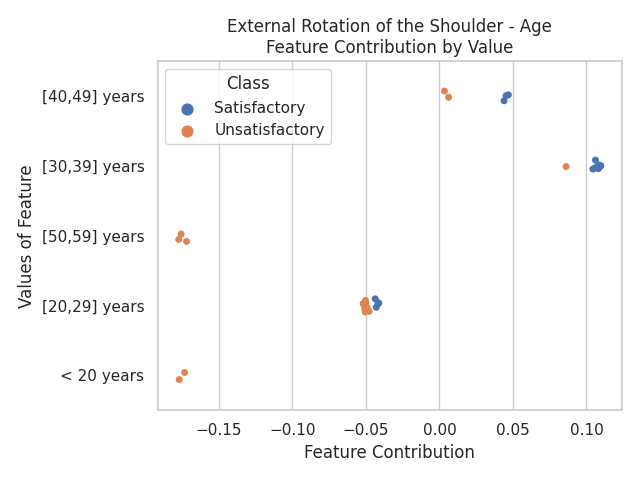 External Rotation of the Shoulder - Age
Feature Contribution by Value
Class
Satisfactory
Unsatisfactory
Values of Feature
[40,49] years
[30,39] years
[50,59] years
[20,29] years
< 20 years
−0.15 −0.10 −0.05 0.00 0.05 0.10
Feature Contribution